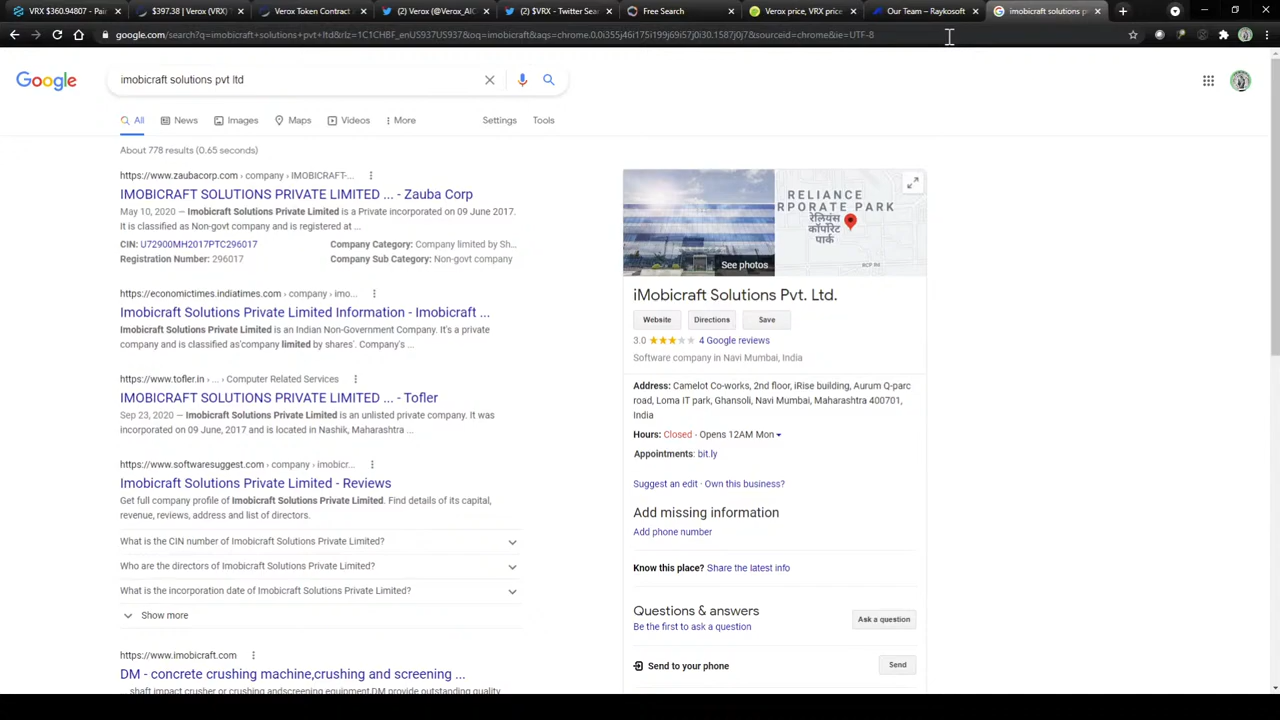 VRX $360.94807 - Pair
$397.38 | Verox (VRX)
Verox Token Contract
(2) Verox (@Verox_AI
(2) $VRX - Twitter Sea
Free Search
Verox price, VRX price
Our Team – Raykosoft
imobicraft solutions p
google.com/search?q=imobicraft+solutions+pvt+ltd&rlz=1C1CHBF_enUS937US937&oq=imobicraft&aqs=chrome.0.0i355j46i175i199j69i57j0i30.1587j0j7&sourceid=chrome&ie=UTF-8
Google
imobicraft solutions pvt ltd
All News Images Maps Videos More Settings Tools
About 778 results (0.65 seconds)
https://www.zaubacorp.com › company › IMOBICRAFT-...
IMOBICRAFT SOLUTIONS PRIVATE LIMITED ... - Zauba Corp
May 10, 2020 — Imobicraft Solutions Private Limited is a Private incorporated on 09 June 2017.
It is classified as Non-govt company and is registered at ...
CIN: U72900MH2017PTC296017 Company Category: Company limited by Sh...
Registration Number: 296017 Company Sub Category: Non-govt company
https://economictimes.indiatimes.com › company › imo...
Imobicraft Solutions Private Limited Information - Imobicraft ...
Imobicraft Solutions Private Limited is an Indian Non-Government Company. It's a private
company and is classified as'company limited by shares'. Company's ...
https://www.tofler.in › ... › Computer Related Services
IMOBICRAFT SOLUTIONS PRIVATE LIMITED ... - Tofler
Sep 23, 2020 — Imobicraft Solutions Private Limited is an unlisted private company. It was
incorporated on 09 June, 2017 and is located in Nashik, Maharashtra ...
https://www.softwaresuggest.com › company › imobicr...
Imobicraft Solutions Private Limited - Reviews
Get full company profile of Imobicraft Solutions Private Limited. Find details of its capital,
revenue, reviews, address and list of directors.
What is the CIN number of Imobicraft Solutions Private Limited?
Who are the directors of Imobicraft Solutions Private Limited?
What is the incorporation date of Imobicraft Solutions Private Limited?
Show more
https://www.imobicraft.com
DM - concrete crushing machine,crushing and screening ...
shaft impact crusher or crushing andscreening equipment DM provide outstanding quality
RELIANCE
RPORATE PARK
रिलायंस
कॉर्पोरेट
पार्क
See photos
iMobicraft Solutions Pvt. Ltd.
Website Directions Save
3.0 4 Google reviews
Software company in Navi Mumbai, India
Address: Camelot Co-works, 2nd floor, iRise building, Aurum Q-parc
road, Loma IT park, Ghansoli, Navi Mumbai, Maharashtra 400701,
India
Hours: Closed · Opens 12AM Mon
Appointments: bit.ly
Suggest an edit · Own this business?
Add missing information
Add phone number
Know this place? Share the latest info
Questions & answers
Be the first to ask a question
Ask a question
Send to your phone
Send